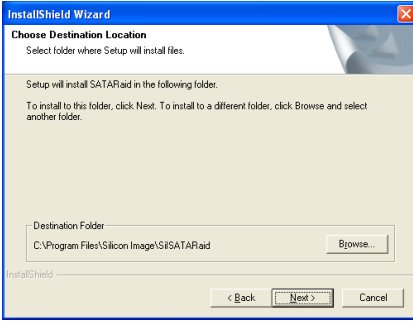 InstallShield Wizard
Choose Destination Location
Select folder where Setup will install files.
Setup will install SATARaid in the following folder.
To install to this folder, click Next. To install to a different folder, click Browse and select
another folder.
Destination Folder
C:\Program Files\Silicon Image\SilSATARaid
Browse...
InstallShield
< Back
Next >
Cancel